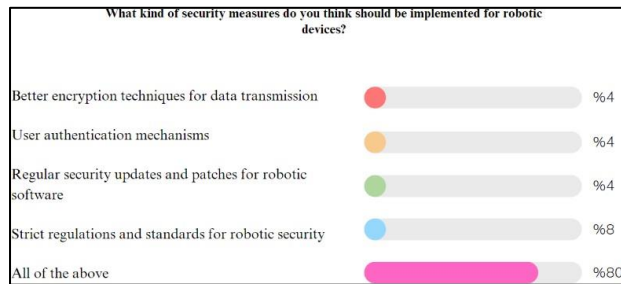 What kind of security measures do you think should be implemented for robotic
devices?
Better encryption techniques for data transmission
%4
User authentication mechanisms
%4
Regular security updates and patches for robotic
software
%4
Strict regulations and standards for robotic security
%8
All of the above
%80